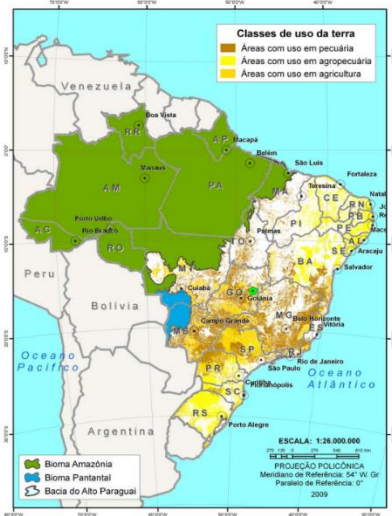 Classes de uso da terra
Áreas com uso em pecuária
Áreas com uso em agropecuária
Áreas com uso em agricultura
Venezuela
Boa Vista
RR
AP
Macapá
Belém
São Luis
Manaus
AM
PA
MA
Teresina
Fortaleza
CE
RN
Natal
PB
PE
AL
SE
Aracaju
Porto Velho
AC
Rio Branco
RO
TO
Palmas
PI
BA
Salvador
Peru
Cuiabá
GO
Goiânia
Bolívia
MG
Belo Horizonte
ES
Vitória
Campo Grande
MS
SP
RJ
Rio de Janeiro
São Paulo
Oceano
Pacífico
Oceano
Atlântico
PR
Curitiba
Florianópolis
SC
RS
Porto Alegre
Argentina
ESCALA: 1:26.000.000
PROJEÇÃO POLICÔNICA
Meridiano de Referência: 54° W. Gr
Paralelo de Referência: 0°
2009
Bioma Amazônia
Bioma Pantantal
Bacia do Alto Paraguai